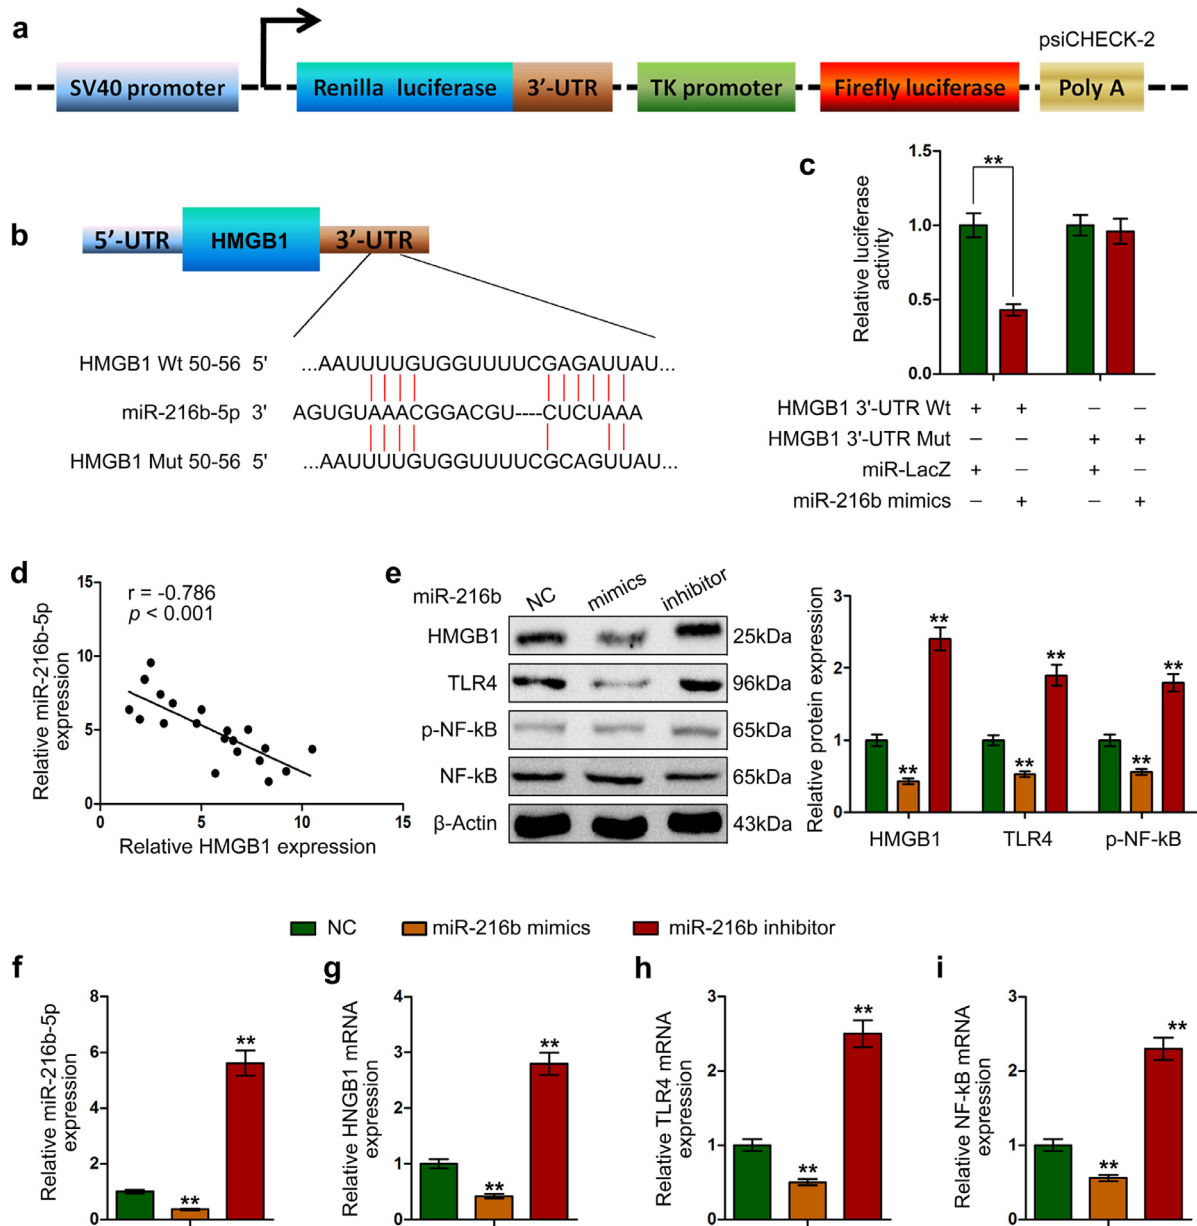 a
psiCHECK-2
SV40 promoter
Renilla luciferase
3'-UTR
TK promoter
Firefly luciferase
Poly A
b
5'-UTR
HMGB1
3'-UTR
HMGB1 Wt 50-56 5' ...AAUUUUGUGGUUUUCGAGAUUAU...
miR-216b-5p 3' AGUGUAAACGGACGU----CUCUAAA
HMGB1 Mut 50-56 5' ...AAUUUUGUGGUUUUCGCAGUUAU...
c
Relative luciferase
activity
1.5
1.0
0.5
0.0
**
HMGB1 3'-UTR Wt + + − −
HMGB1 3'-UTR Mut − − + +
miR-LacZ + − + −
miR-216b mimics − + − +
d
Relative miR-216b-5p
expression
15
10
5
0
r = -0.786
p < 0.001
0 5 10 15
Relative HMGB1 expression
e
miR-216b NC mimics inhibitor
HMGB1 25kDa
TLR4 96kDa
p-NF-kB 65kDa
NF-kB 65kDa
β-Actin 43kDa
Relative protein expression
3
2
1
0
** **
** **
** **
HMGB1 TLR4 p-NF-kB
NC miR-216b mimics miR-216b inhibitor
f
Relative miR-216b-5p
expression
8
6
4
2
0
** **
g
Relative HNGB1 mRNA
expression
4
3
2
1
0
** **
h
Relative TLR4 mRNA
expression
3
2
1
0
** **
i
Relative NF-kB mRNA
expression
3
2
1
0
** **